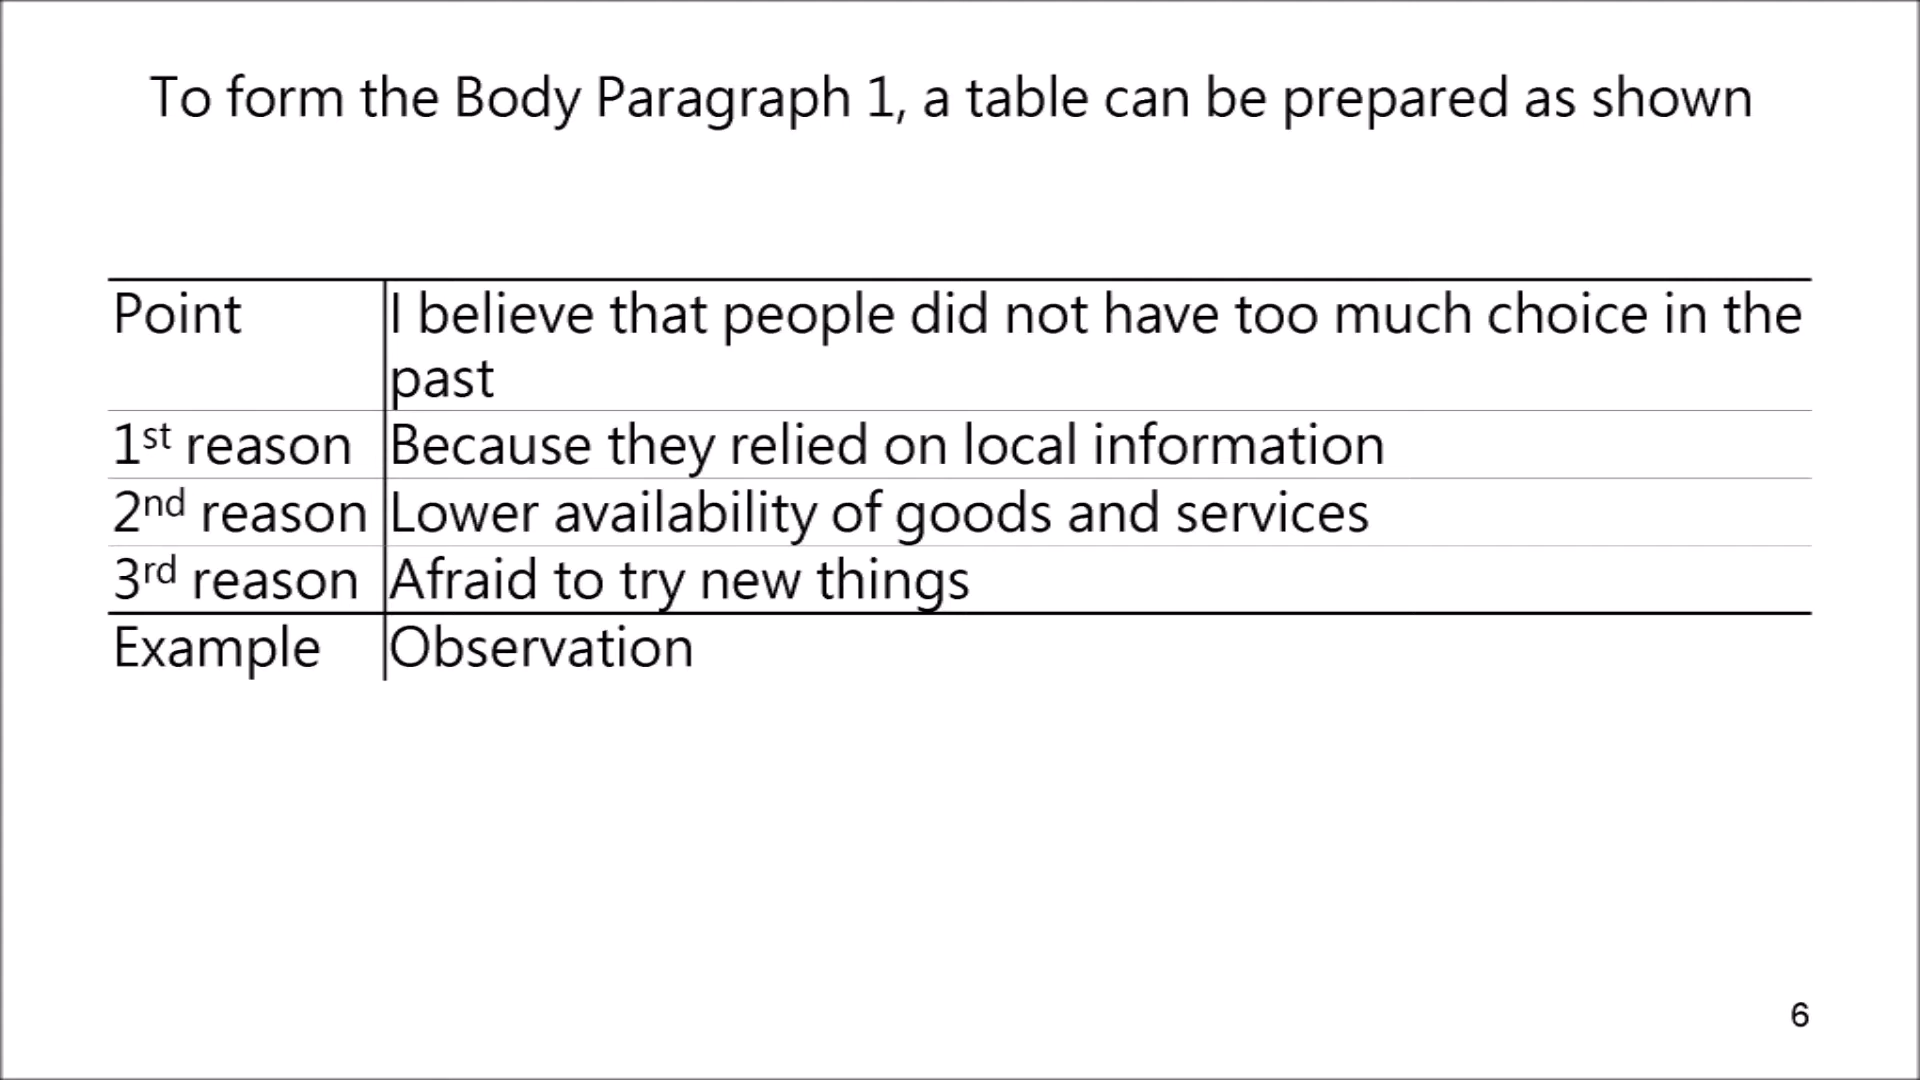 To form the Body Paragraph 1, a table can be prepared as shown
Point I believe that people did not have too much choice in the
past
1st reason Because they relied on local information
2nd reason Lower availability of goods and services
3rd reason Afraid to try new things
Example Observation
6